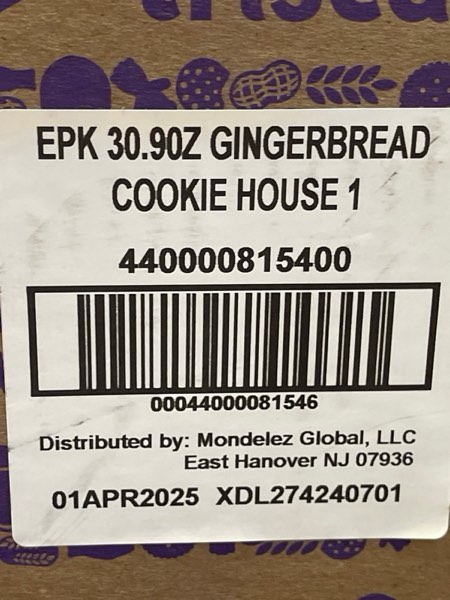 EPK 30.90Z GINGERBREAD
COOKIE HOUSE 1
440000815400
00044000081546
Distributed by: Mondelez Global, LLC
East Hanover NJ 07936
01APR2025 XDL274240701